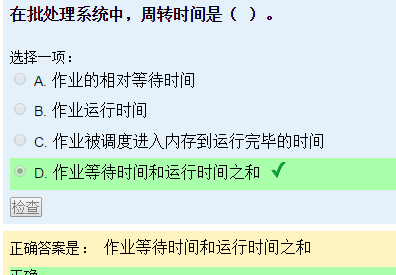 在批处理系统中，周转时间是（ ）。
选择一项：
A. 作业的相对等待时间
B. 作业运行时间
C. 作业被调度进入内存到运行完毕的时间
D. 作业等待时间和运行时间之和 ✓
检查
正确答案是： 作业等待时间和运行时间之和
正确